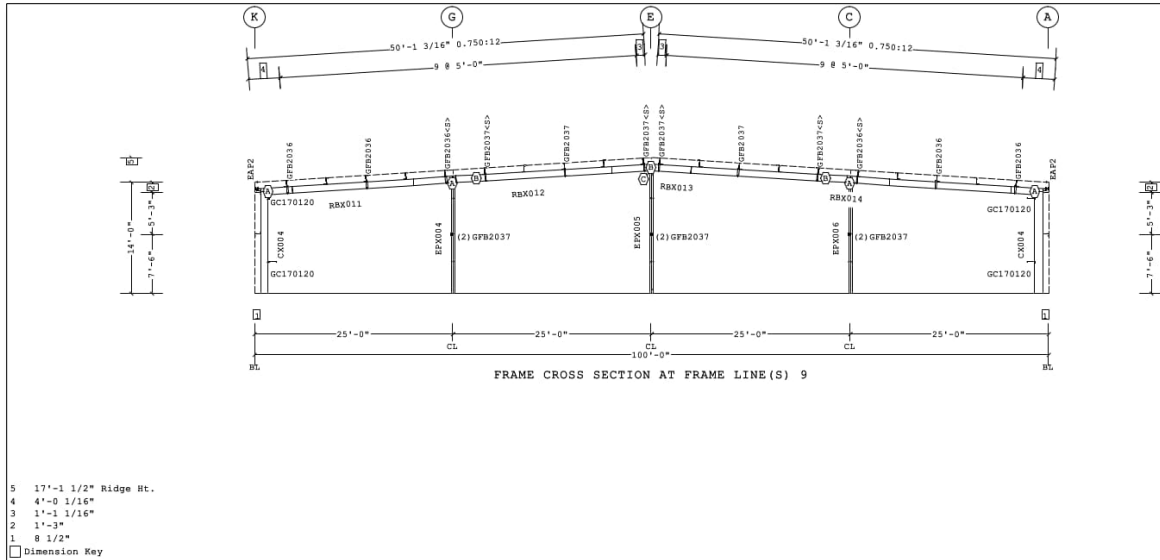 K G E C A
50'-1 3/16" 0.750:12 3 3 50'-1 3/16" 0.750:12
4 9 @ 5'-0" 9 @ 5'-0" 4
EAP2 GFB2036 GFB2036 GFB2036<S> GFB2037<S> GFB2037 GFB2037<S> GFB2037<S> GFB2037 GFB2037<S> GFB2036<S> GFB2036 GFB2036 EAP2
5
2 A A B B C B A A 2
RBX011 RBX012 RBX013 RBX014
GC170120 GC170120
14'-0" 5'-3" 7'-6" CX004 EPX004 EPX005 EPX006 CX004 5'-3" 7'-6"
(2)GFB2037 (2)GFB2037 (2)GFB2037
GC170120 GC170120
1 1
25'-0" 25'-0" 25'-0" 25'-0"
CL CL CL
100'-0"
BL BL
FRAME CROSS SECTION AT FRAME LINE(S) 9
5 17'-1 1/2" Ridge Ht.
4 4'-0 1/16"
3 1'-1 1/16"
2 1'-3"
1 8 1/2"
Dimension Key